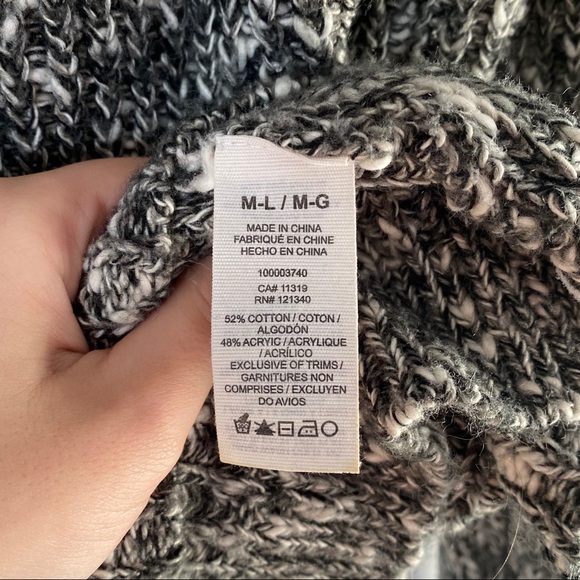 M-L / M-G
MADE IN CHINA
FABRIQUÉ EN CHINE
HECHO EN CHINA
100003740
CA# 11319
RN# 121340
52% COTTON / COTON /
ALGODÓN
48% ACRYIC / ACRYLIQUE
/ ACRÍLICO
EXCLUSIVE OF TRIMS /
GARNITURES NON
COMPRISES / EXCLUYEN
DO AVIOS